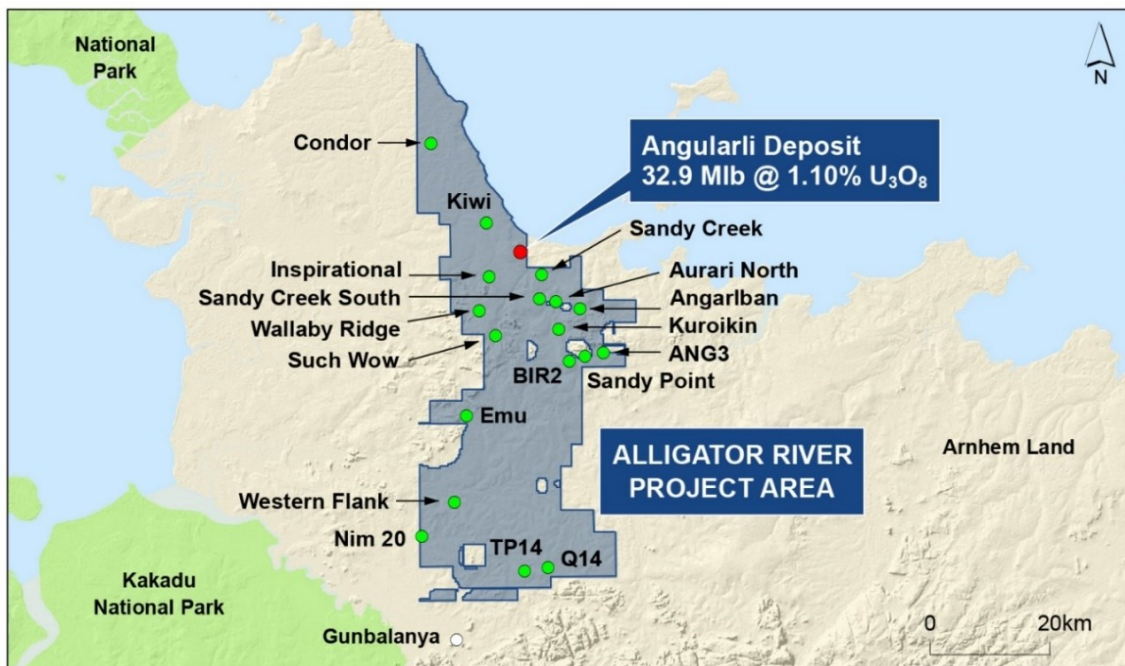 National
Park
N
Condor
Angularli Deposit
32.9 Mlb @ 1.10% U₃O₈
Kiwi
Sandy Creek
Inspirational
Aurari North
Sandy Creek South
Angarlban
Wallaby Ridge
Kuroikin
Such Wow
ANG3
BIR2
Sandy Point
Emu
ALLIGATOR RIVER
PROJECT AREA
Arnhem Land
Western Flank
Nim 20
TP14
Q14
Kakadu
National Park
Gunbalanya
0
20km